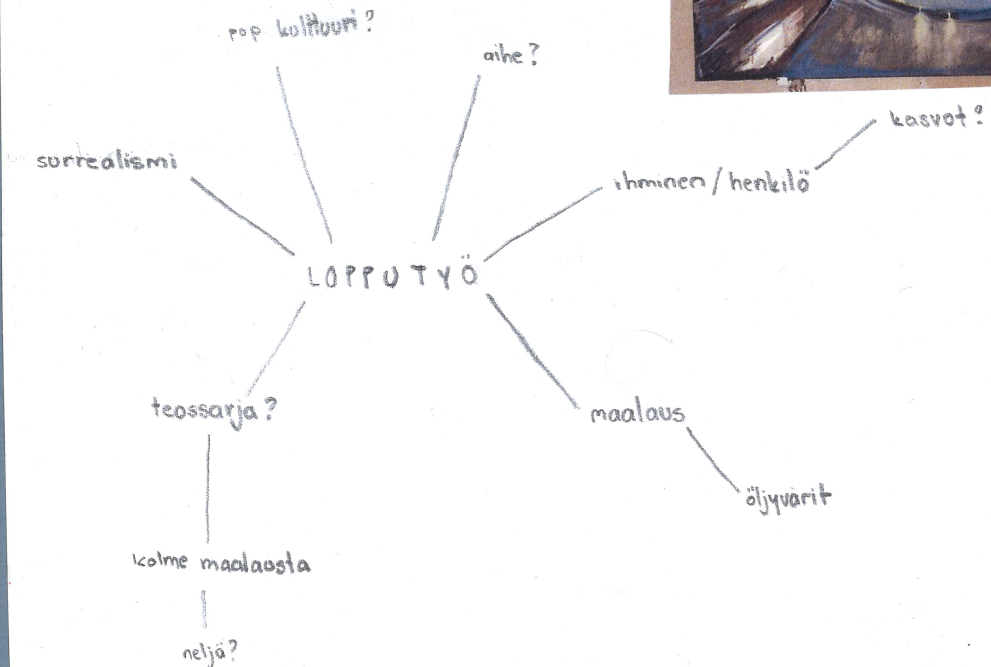 pop kulttuuri?
aihe?
kasvot?
surrealismi
ihminen/henkilö
LOPPUTYÖ
teossarja?
maalaus
öljyvärit
kolme maalausta
neljä?